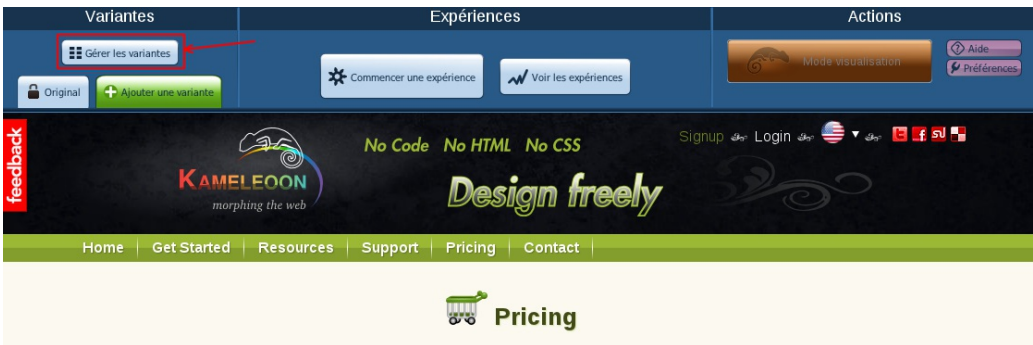 Variantes
Expériences
Actions
Gérer les variantes
Original
Ajouter une variante
Commencer une expérience
Voir les expériences
Mode visualisation
Aide
Préférences
feedback
KAMELEOON
morphing the web
No Code No HTML No CSS
Design freely
Signup Login
Home Get Started Resources Support Pricing Contact
Pricing